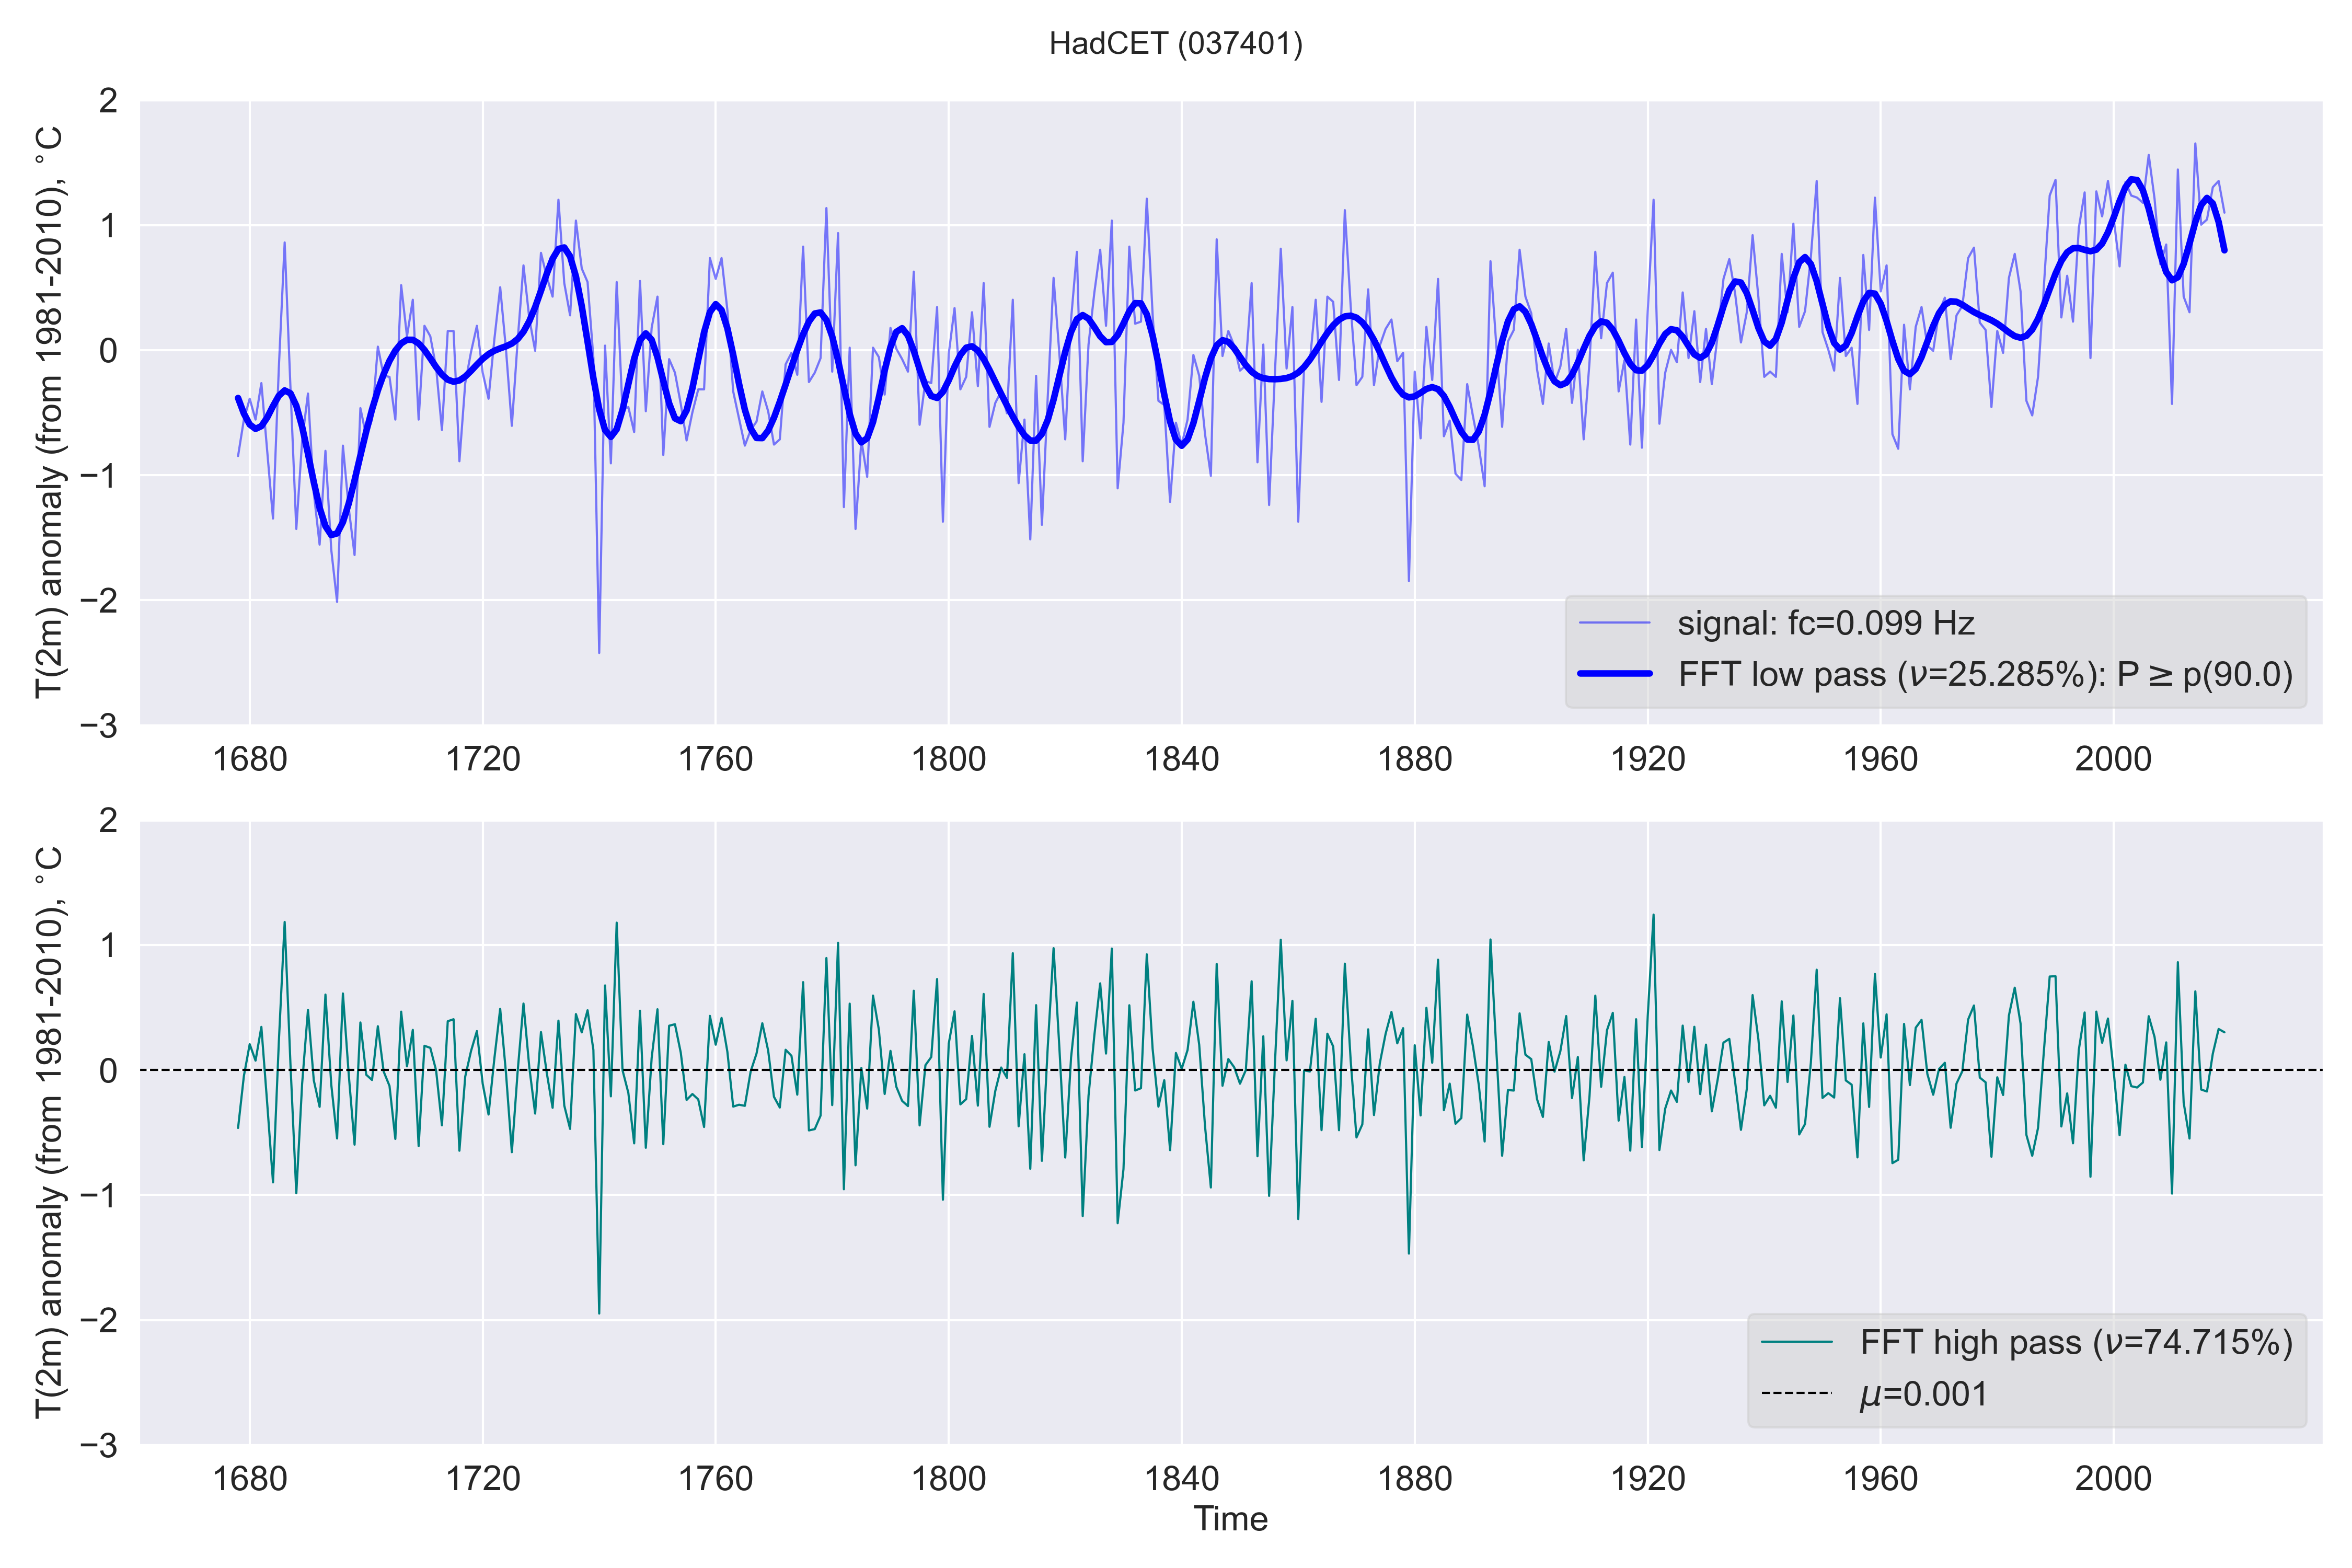 HadCET (037401)
T(2m) anomaly (from 1981-2010), °C
2
1
0
−1
−2
−3
signal: fc=0.099 Hz
FFT low pass (ν=25.285%): P ≥ p(90.0)
1680 1720 1760 1800 1840 1880 1920 1960 2000
T(2m) anomaly (from 1981-2010), °C
2
1
0
−1
−2
−3
FFT high pass (ν=74.715%)
μ=0.001
1680 1720 1760 1800 1840 1880 1920 1960 2000
Time